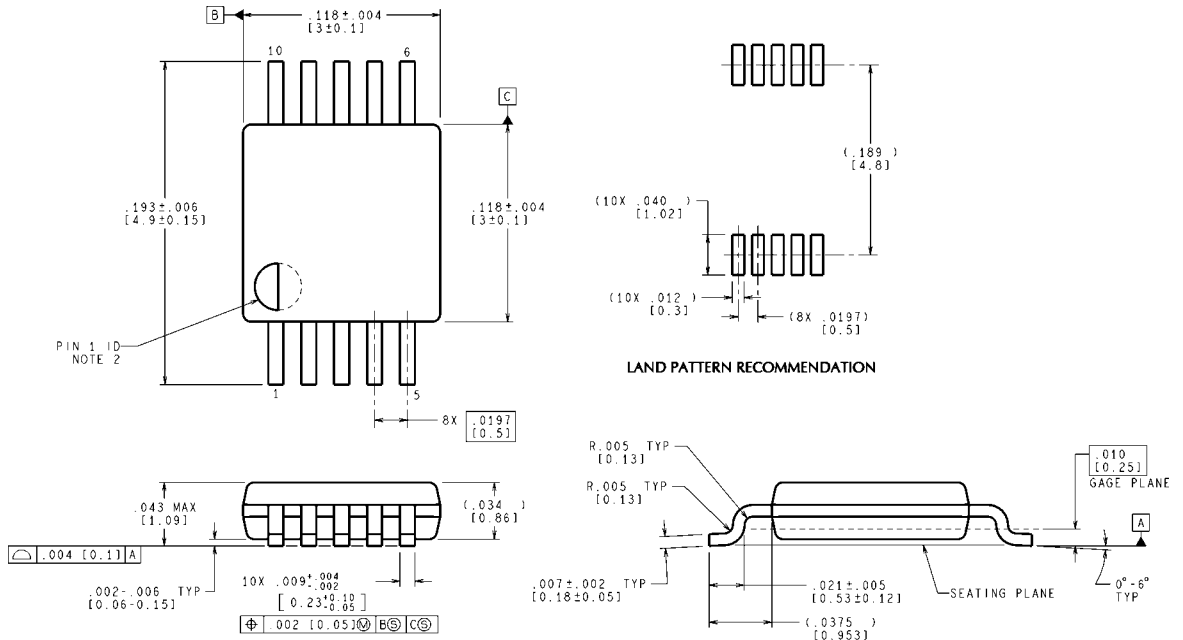 B
.118±.004
[3±0.1]
10
6
C
.193±.006
[4.9±0.15]
.118±.004
[3±0.1]
PIN 1 ID
NOTE 2
1
5
8X .0197
[0.5]
(.189 )
[4.8]
(10X .040 )
[1.02]
(10X .012 )
[0.3]
(8X .0197)
[0.5]
LAND PATTERN RECOMMENDATION
.043 MAX
[1.09]
(.034 )
[0.86]
⌓ .004 [0.1] A
.002-.006 TYP
[0.06-0.15]
10X .009+.004
-.002
[ 0.23+0.10
-0.05 ]
⌖ .002 [0.05]Ⓜ BⓈ CⓈ
R.005 TYP
[0.13]
R.005 TYP
[0.13]
.010
[0.25]
GAGE PLANE
A
.007±.002 TYP
[0.18±0.05]
.021±.005
[0.53±0.12]
SEATING PLANE
0°-6°
TYP
(.0375 )
[0.953]